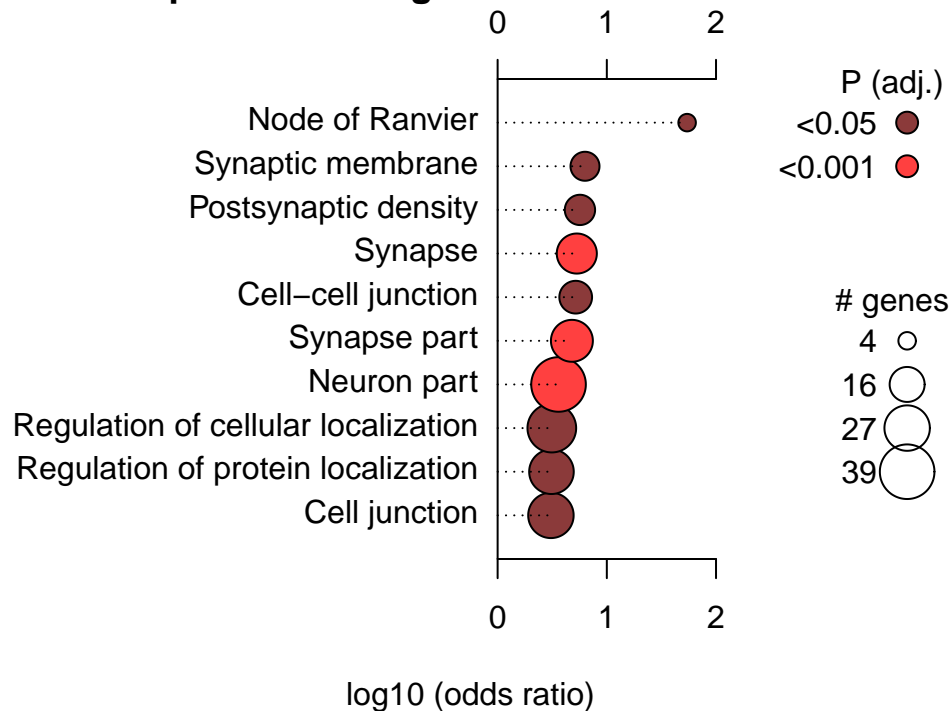 0 1 2
P (adj.)
Node of Ranvier
<0.05
Synaptic membrane
<0.001
Postsynaptic density
Synapse
Cell−cell junction
# genes
Synapse part
4
Neuron part
16
Regulation of cellular localization
27
Regulation of protein localization
39
Cell junction
0 1 2
log10 (odds ratio)